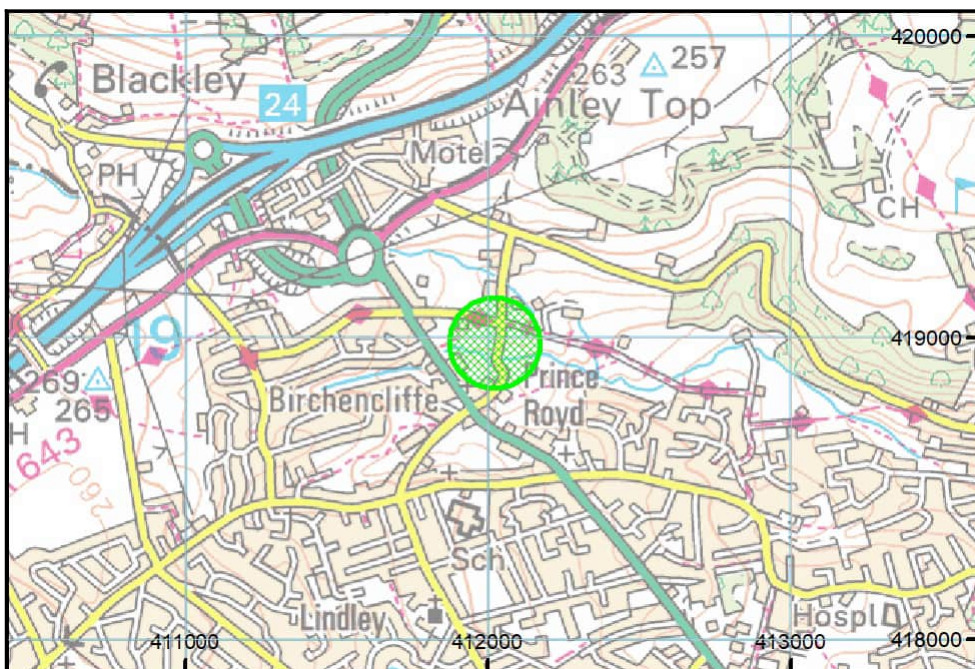 420000
263
257
Blackley
24
Ainley Top
Motel
PH
CH
19
419000
269
265
Birchencliffe
Prince
Royd
H
643
260
Sch
Lindley
Hospl
411000
412000
413000
418000